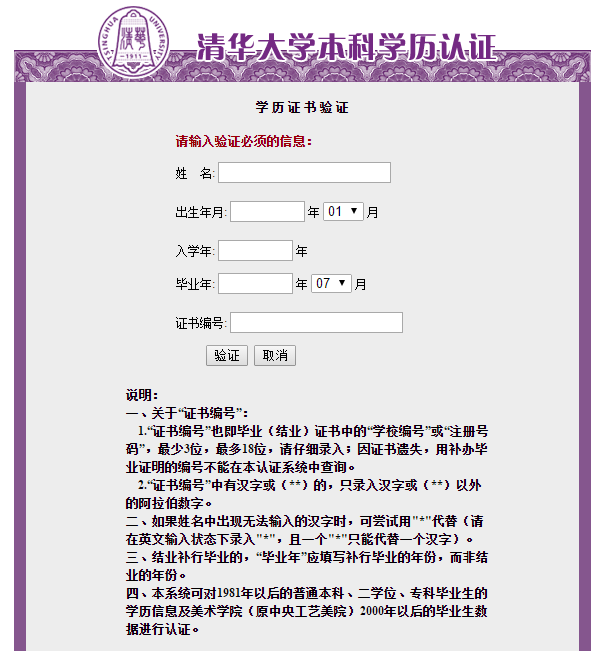 TSINGHUA UNIVERSITY
清華
1911
清华大学本科学历认证
学历证书验证
请输入验证必须的信息：
姓 名:
出生年月: 年 01 月
入学年: 年
毕业年: 年 07 月
证书编号:
验证 取消
说明：
一、关于“证书编号”：
1.“证书编号”也即毕业（结业）证书中的“学校编号”或“注册号
码”，最少3位，最多18位，请仔细录入；因证书遗失，用补办毕
业证明的编号不能在本认证系统中查询。
2.“证书编号”中有汉字或（**）的，只录入汉字或（**）以外
的阿拉伯数字。
二、如果姓名中出现无法输入的汉字时，可尝试用"*"代替（请
在英文输入状态下录入"*"，且一个"*"只能代替一个汉字）。
三、结业补行毕业的，“毕业年”应填写补行毕业的年份，而非结
业的年份。
四、本系统可对1981年以后的普通本科、二学位、专科毕业生的
学历信息及美术学院（原中央工艺美院）2000年以后的毕业生数
据进行认证。